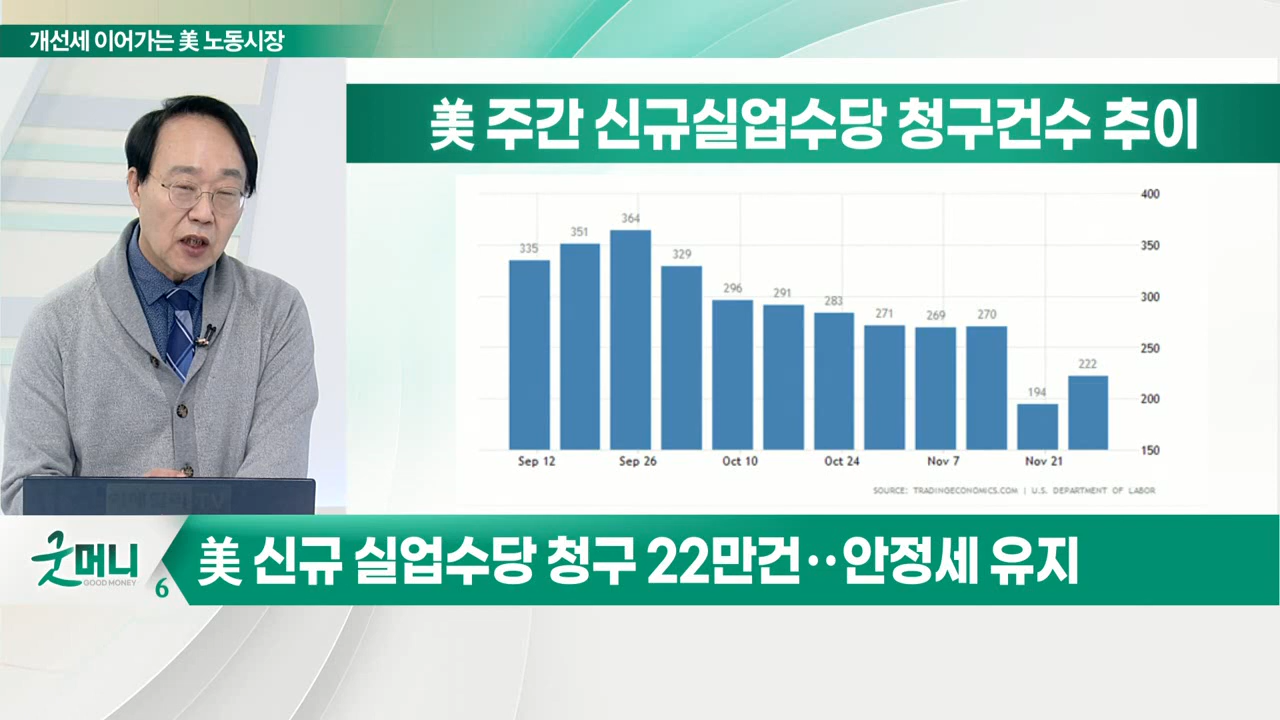 개선세 이어가는 美 노동시장
美 주간 신규실업수당 청구건수 추이
400
350
300
250
200
150
335
351
364
329
296
291
283
271
269
270
194
222
Sep 12
Sep 26
Oct 10
Oct 24
Nov 7
Nov 21
SOURCE: TRADINGECONOMICS.COM | U.S. DEPARTMENT OF LABOR
굿머니
GOOD MONEY
6
美 신규 실업수당 청구 22만건‥안정세 유지